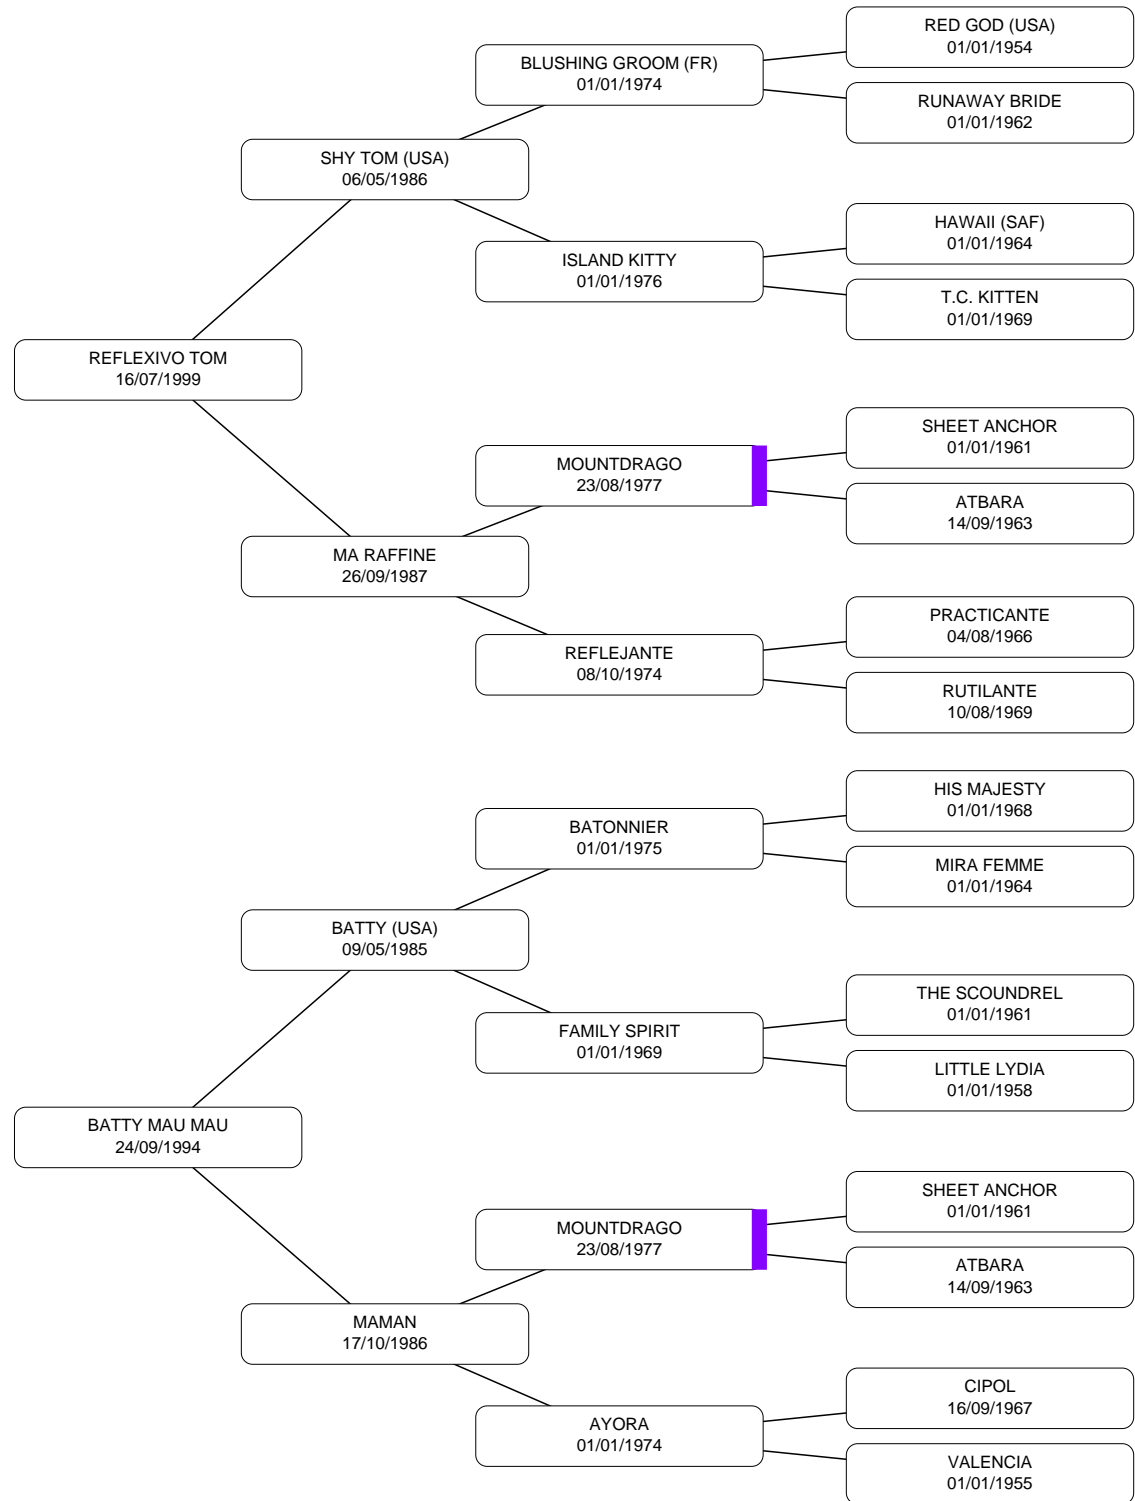 RED GOD (USA)
01/01/1954
BLUSHING GROOM (FR)
01/01/1974
RUNAWAY BRIDE
01/01/1962
SHY TOM (USA)
06/05/1986
HAWAII (SAF)
01/01/1964
ISLAND KITTY
01/01/1976
T.C. KITTEN
01/01/1969
REFLEXIVO TOM
16/07/1999
SHEET ANCHOR
01/01/1961
MOUNTDRAGO
23/08/1977
ATBARA
14/09/1963
MA RAFFINE
26/09/1987
PRACTICANTE
04/08/1966
REFLEJANTE
08/10/1974
RUTILANTE
10/08/1969
HIS MAJESTY
01/01/1968
BATONNIER
01/01/1975
MIRA FEMME
01/01/1964
BATTY (USA)
09/05/1985
THE SCOUNDREL
01/01/1961
FAMILY SPIRIT
01/01/1969
LITTLE LYDIA
01/01/1958
BATTY MAU MAU
24/09/1994
SHEET ANCHOR
01/01/1961
MOUNTDRAGO
23/08/1977
ATBARA
14/09/1963
MAMAN
17/10/1986
CIPOL
16/09/1967
AYORA
01/01/1974
VALENCIA
01/01/1955